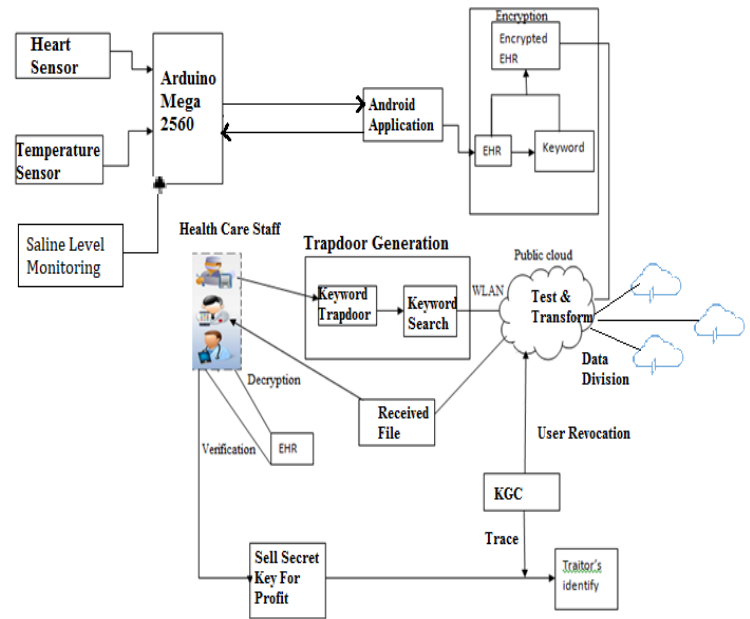 Heart
Sensor
Arduino
Mega
2560
Temperature
Sensor
Saline Level
Monitoring
Android
Application
Encryption
Encrypted
EHR
EHR
Keyword
Health Care Staff
Trapdoor Generation
Keyword
Trapdoor
Keyword
Search
WLAN
Public cloud
Test &
Transform
Data
Division
Decryption
Verification
EHR
Received
File
User Revocation
KGC
Trace
Sell Secret
Key For
Profit
Traitor's
identify